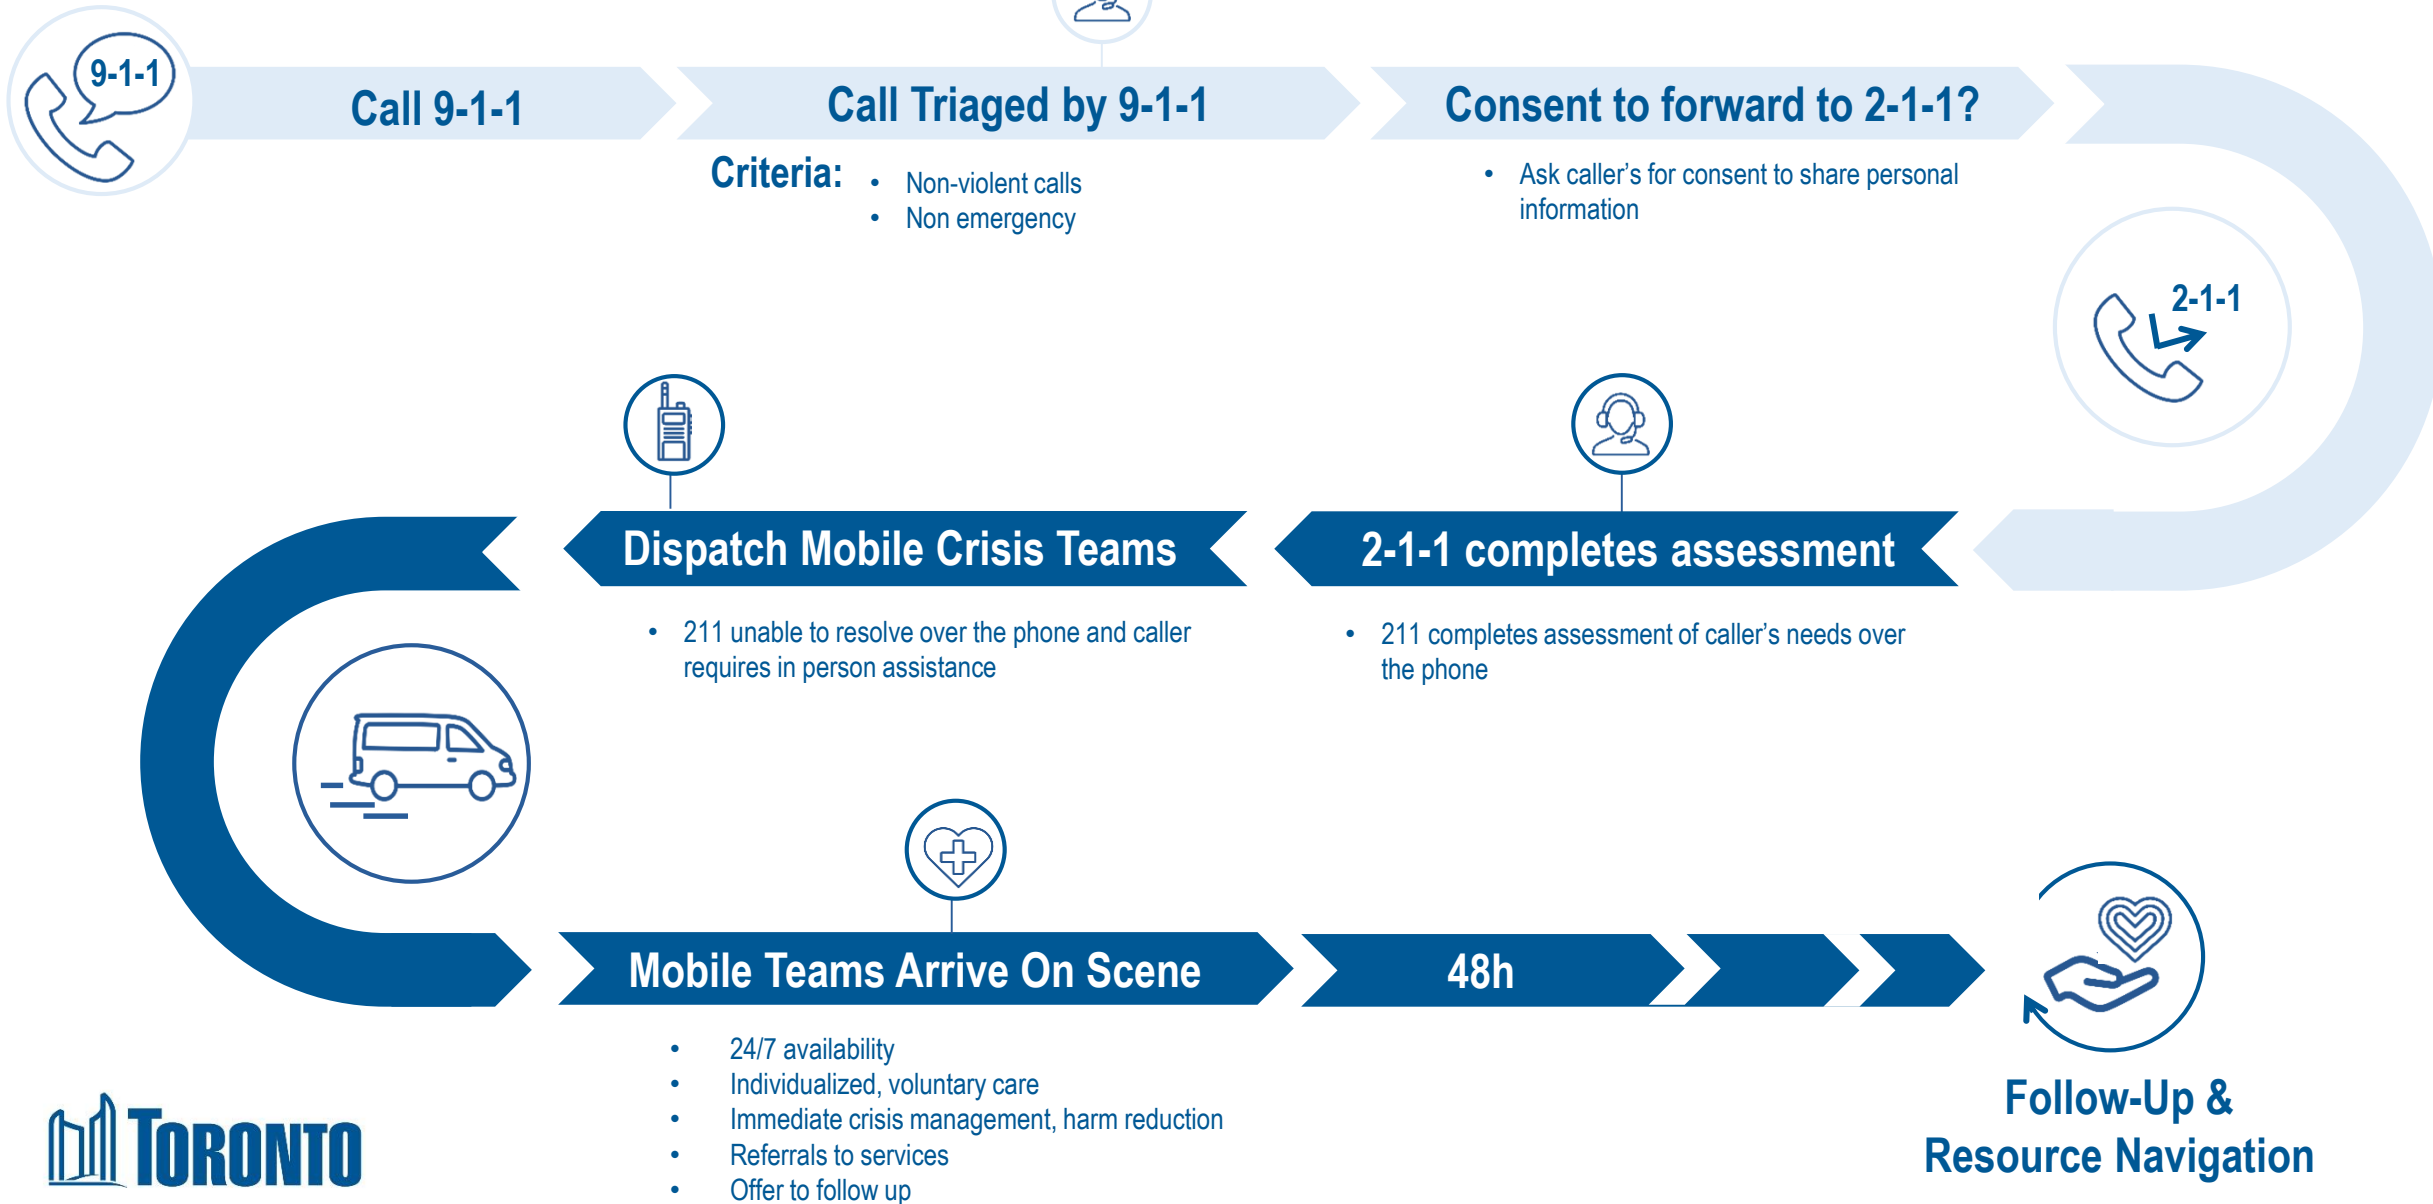 9-1-1
Call 9-1-1
Call Triaged by 9-1-1
Consent to forward to 2-1-1?
Criteria:
• Non-violent calls
• Non emergency
• Ask caller's for consent to share personal
information
2-1-1
2-1-1 completes assessment
• 211 completes assessment of caller's needs over
the phone
Dispatch Mobile Crisis Teams
• 211 unable to resolve over the phone and caller
requires in person assistance
Mobile Teams Arrive On Scene
• 24/7 availability
• Individualized, voluntary care
• Immediate crisis management, harm reduction
• Referrals to services
• Offer to follow up
48h
Follow-Up &
Resource Navigation
TORONTO